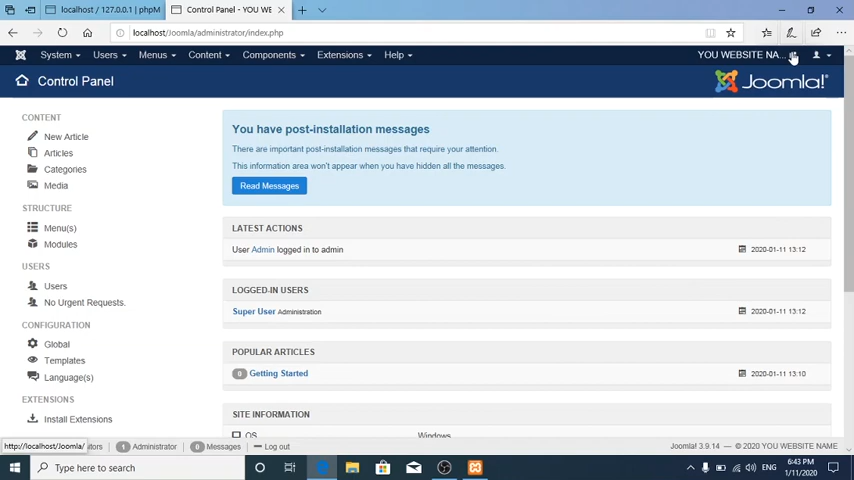 localhost / 127.0.0.1 | phpM
Control Panel - YOU WE
localhost/Joomla/administrator/index.php
System Users Menus Content Components Extensions Help
YOU WEBSITE NA...
Control Panel
Joomla!®
CONTENT
New Article
Articles
Categories
Media
STRUCTURE
Menu(s)
Modules
USERS
Users
No Urgent Requests.
CONFIGURATION
Global
Templates
Language(s)
EXTENSIONS
Install Extensions
You have post-installation messages
There are important post-installation messages that require your attention.
This information area won't appear when you have hidden all the messages.
Read Messages
LATEST ACTIONS
User Admin logged in to admin
2020-01-11 13:12
LOGGED-IN USERS
Super User Administration
2020-01-11 13:12
POPULAR ARTICLES
0 Getting Started
2020-01-11 13:10
SITE INFORMATION
OS
Windows
http://localhost/Joomla/
tors
1 Administrator
0 Messages
Log out
Joomla! 3.9.14 — © 2020 YOU WEBSITE NAME
Type here to search
ENG
6:43 PM
1/11/2020